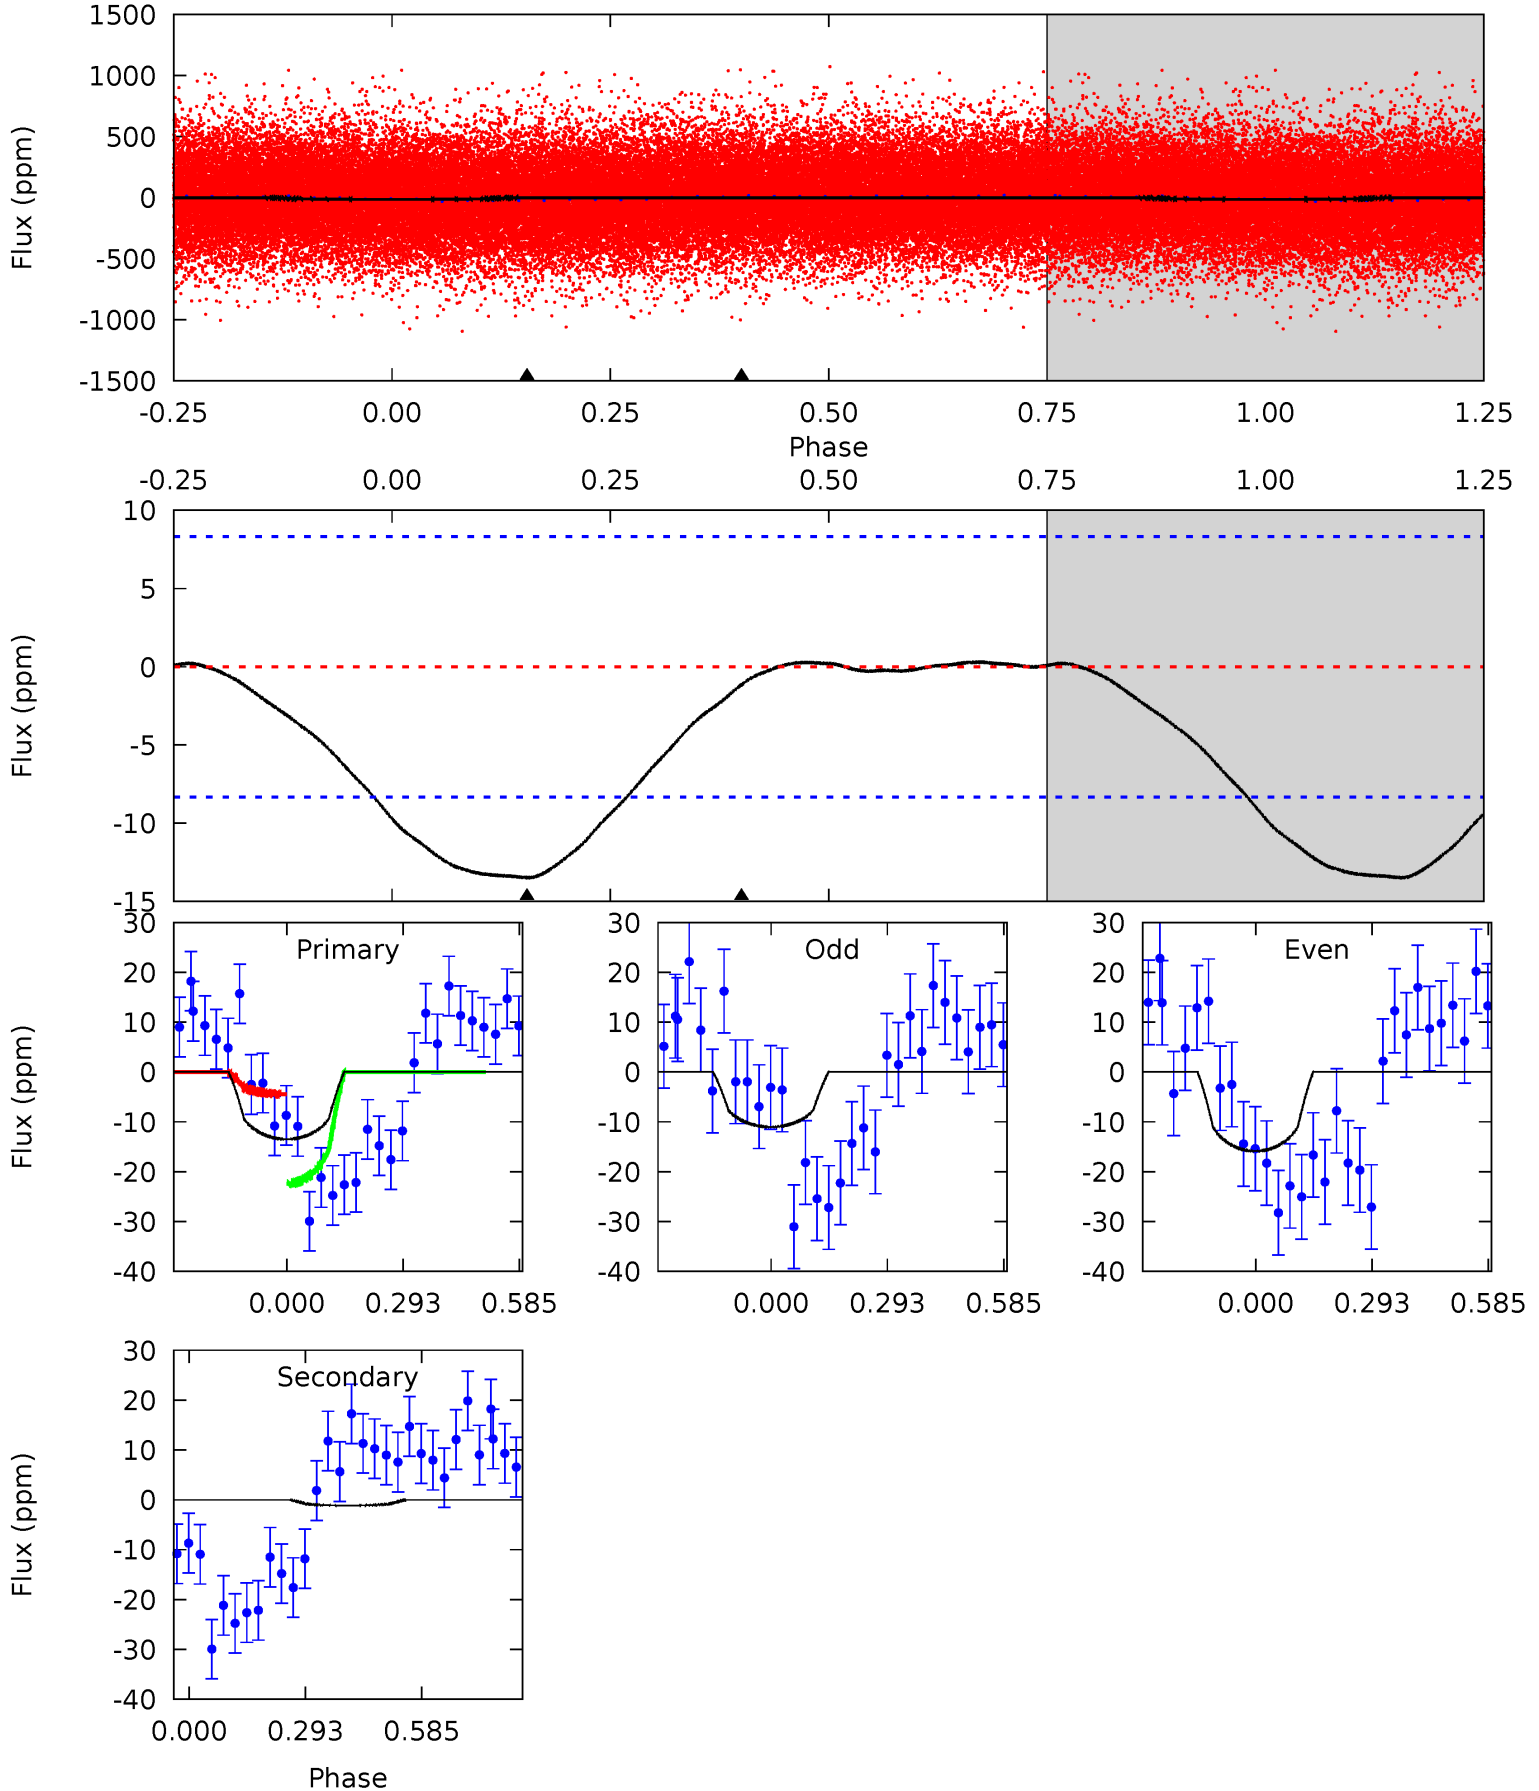 1500
1000
500
0
-500
-1000
-1500
Flux (ppm)
-0.25 0.00 0.25 0.50 0.75 1.00 1.25
Phase
-0.25 0.00 0.25 0.50 0.75 1.00 1.25
10
5
0
-5
-10
-15
Flux (ppm)
Primary Odd Even
30 30 30
20 20 20
10 10 10
0 0 0
-10 -10 -10
-20 -20 -20
-30 -30 -30
-40 -40 -40
Flux (ppm)
0.000 0.293 0.585 0.000 0.293 0.585 0.000 0.293 0.585
Secondary
30
20
10
0
-10
-20
-30
-40
Flux (ppm)
0.000 0.293 0.585
Phase